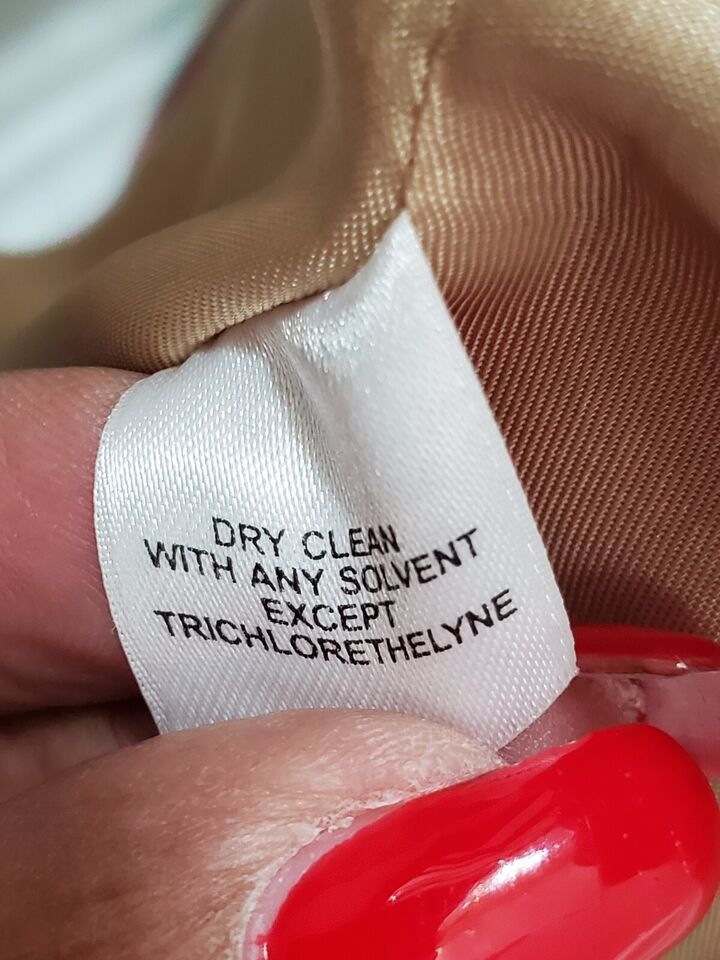 DRY CLEAN
WITH ANY SOLVENT
EXCEPT
TRICHLORETHELYNE